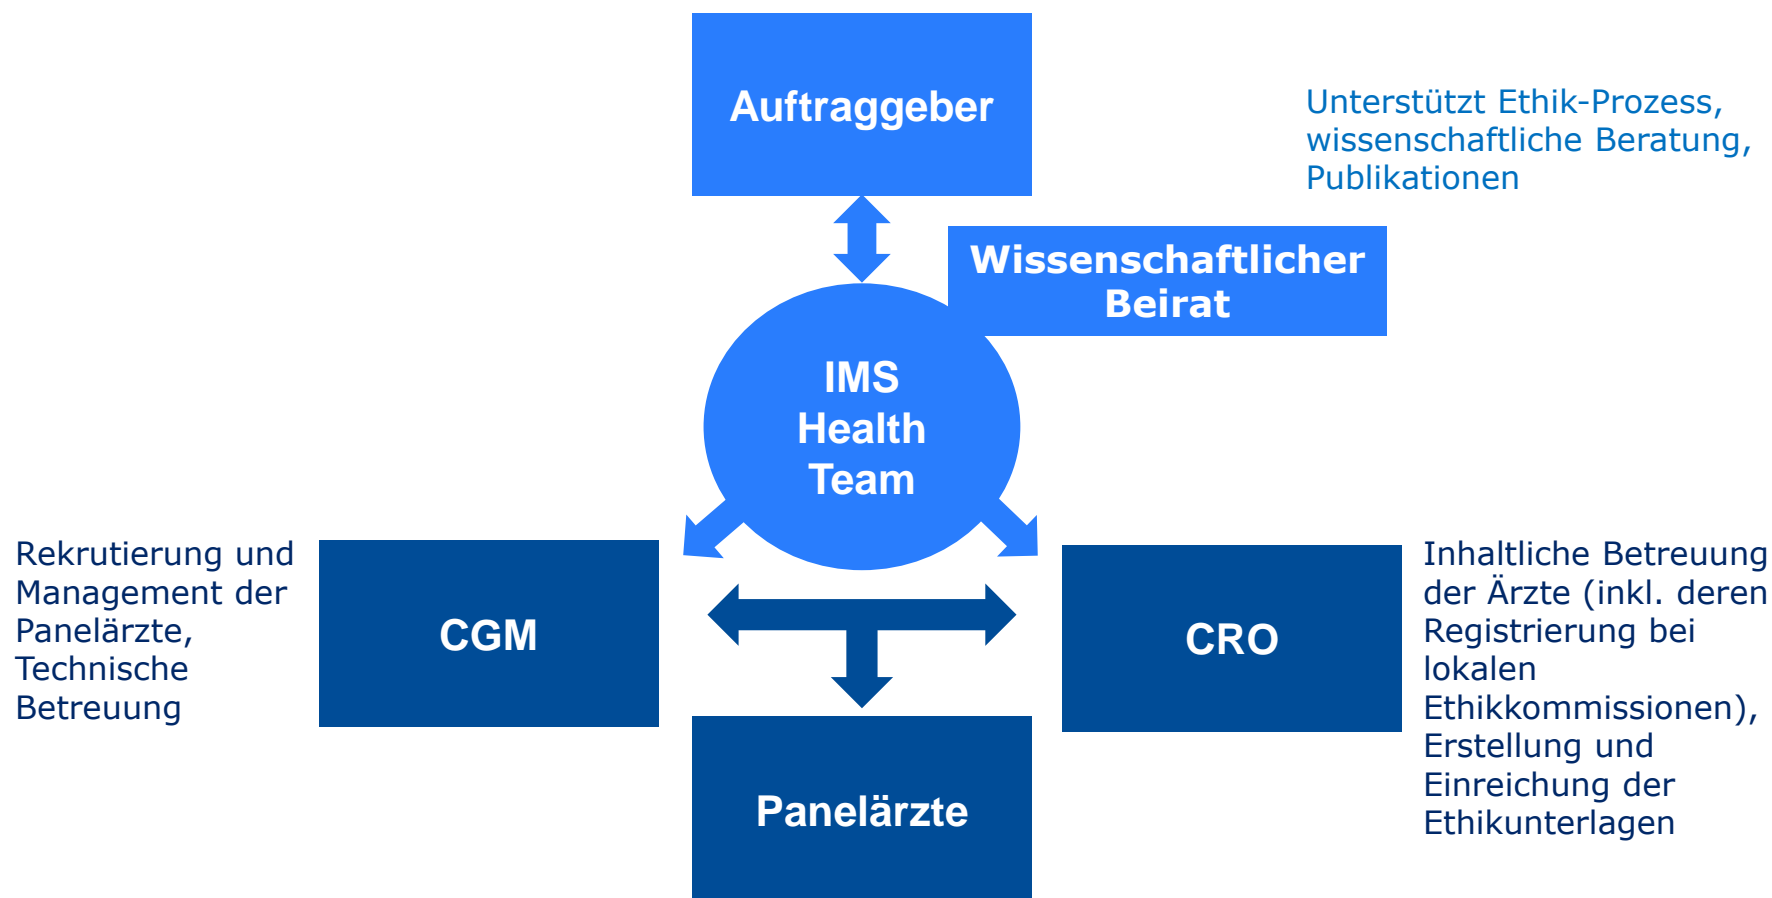 Auftraggeber
Unterstützt Ethik-Prozess,
wissenschaftliche Beratung,
Publikationen
Wissenschaftlicher
Beirat
IMS
Health
Team
Rekrutierung und
Management der
Panelärzte,
Technische
Betreuung
CGM
CRO
Inhaltliche Betreuung
der Ärzte (inkl. deren
Registrierung bei
lokalen
Ethikkommissionen),
Erstellung und
Einreichung der
Ethikunterlagen
Panelärzte